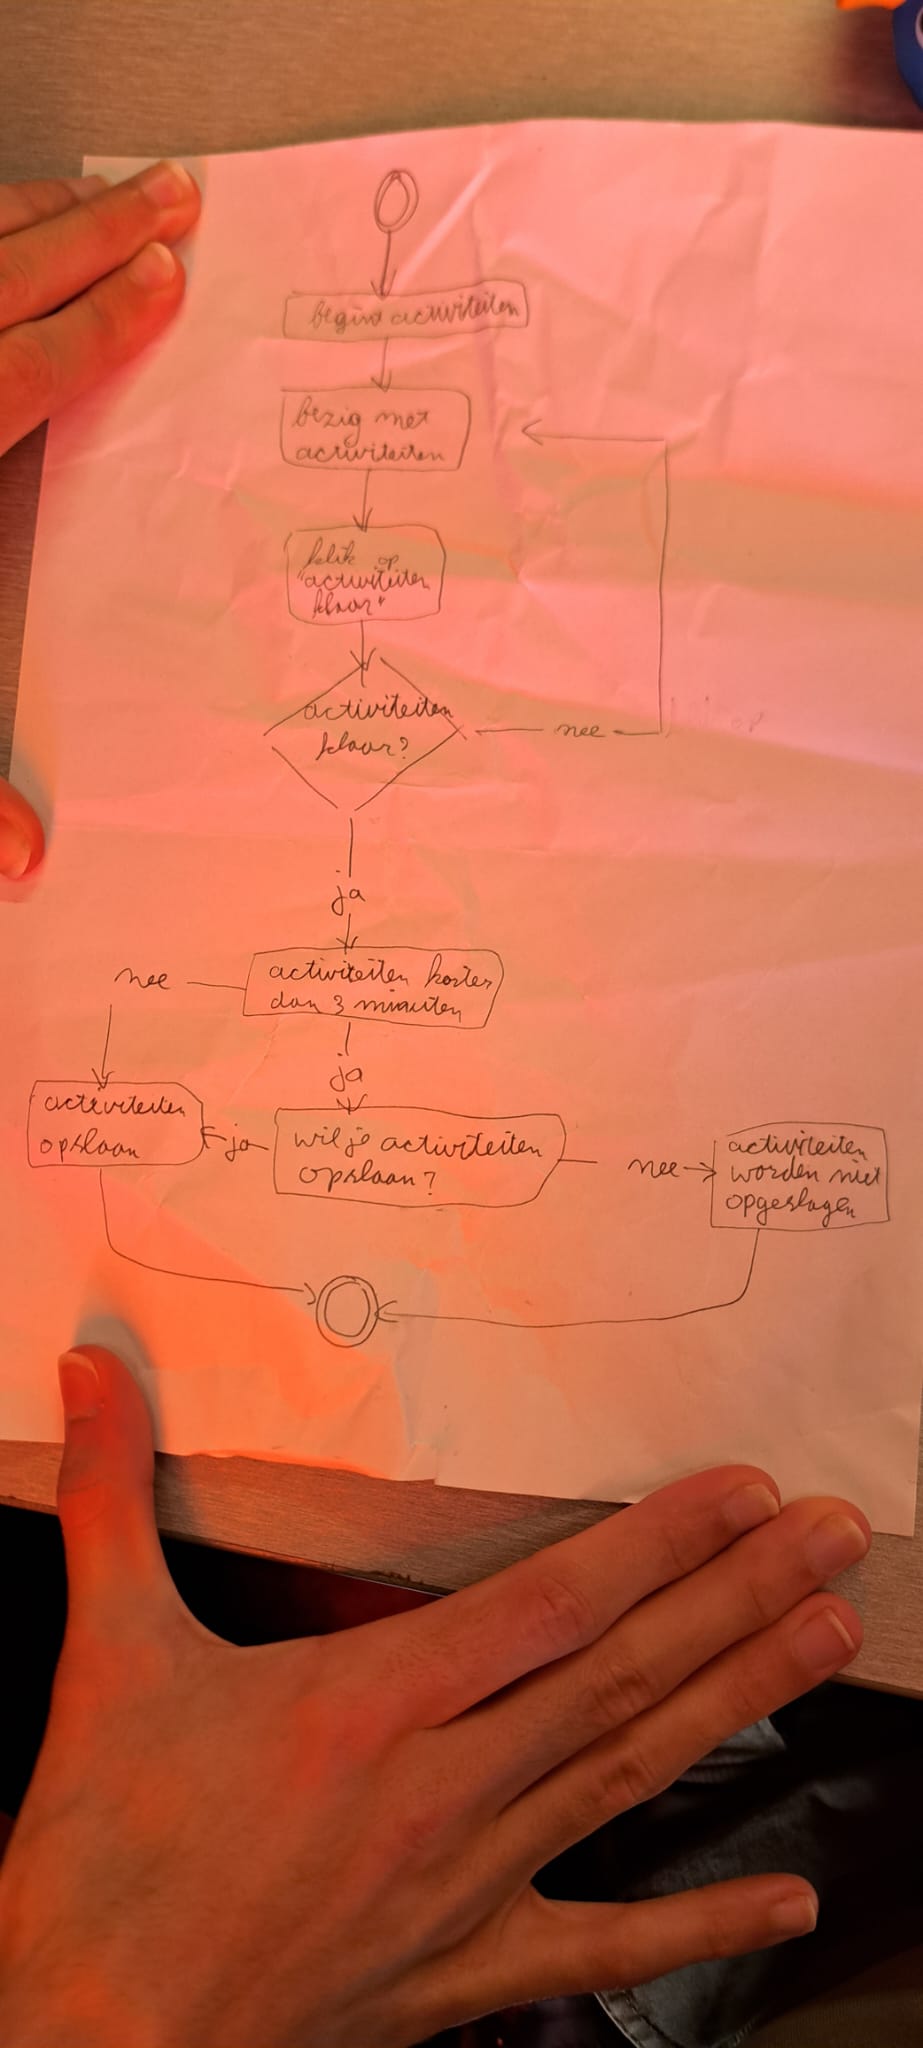 begint activiteiten
bezig met
activiteiten
klik op
"activiteiten
klaar"
activiteiten
klaar?
nee
ja
activiteiten korter
dan 3 minuten
nee
ja
activiteiten
opslaan
ja
wil je activiteiten
opslaan?
nee
activiteiten
worden niet
opgeslagen